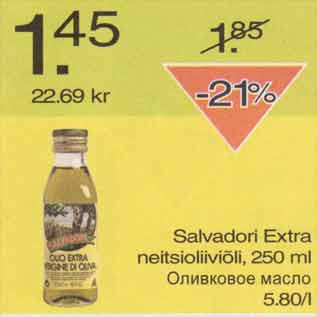 1.45
1.85
22.69 kr
-21%
SALVADORI
OLIO EXTRA
VERGINE DI OLIVA
Salvadori Extra
neitsioliiviõli, 250 ml
Оливковое масло
5.80/l